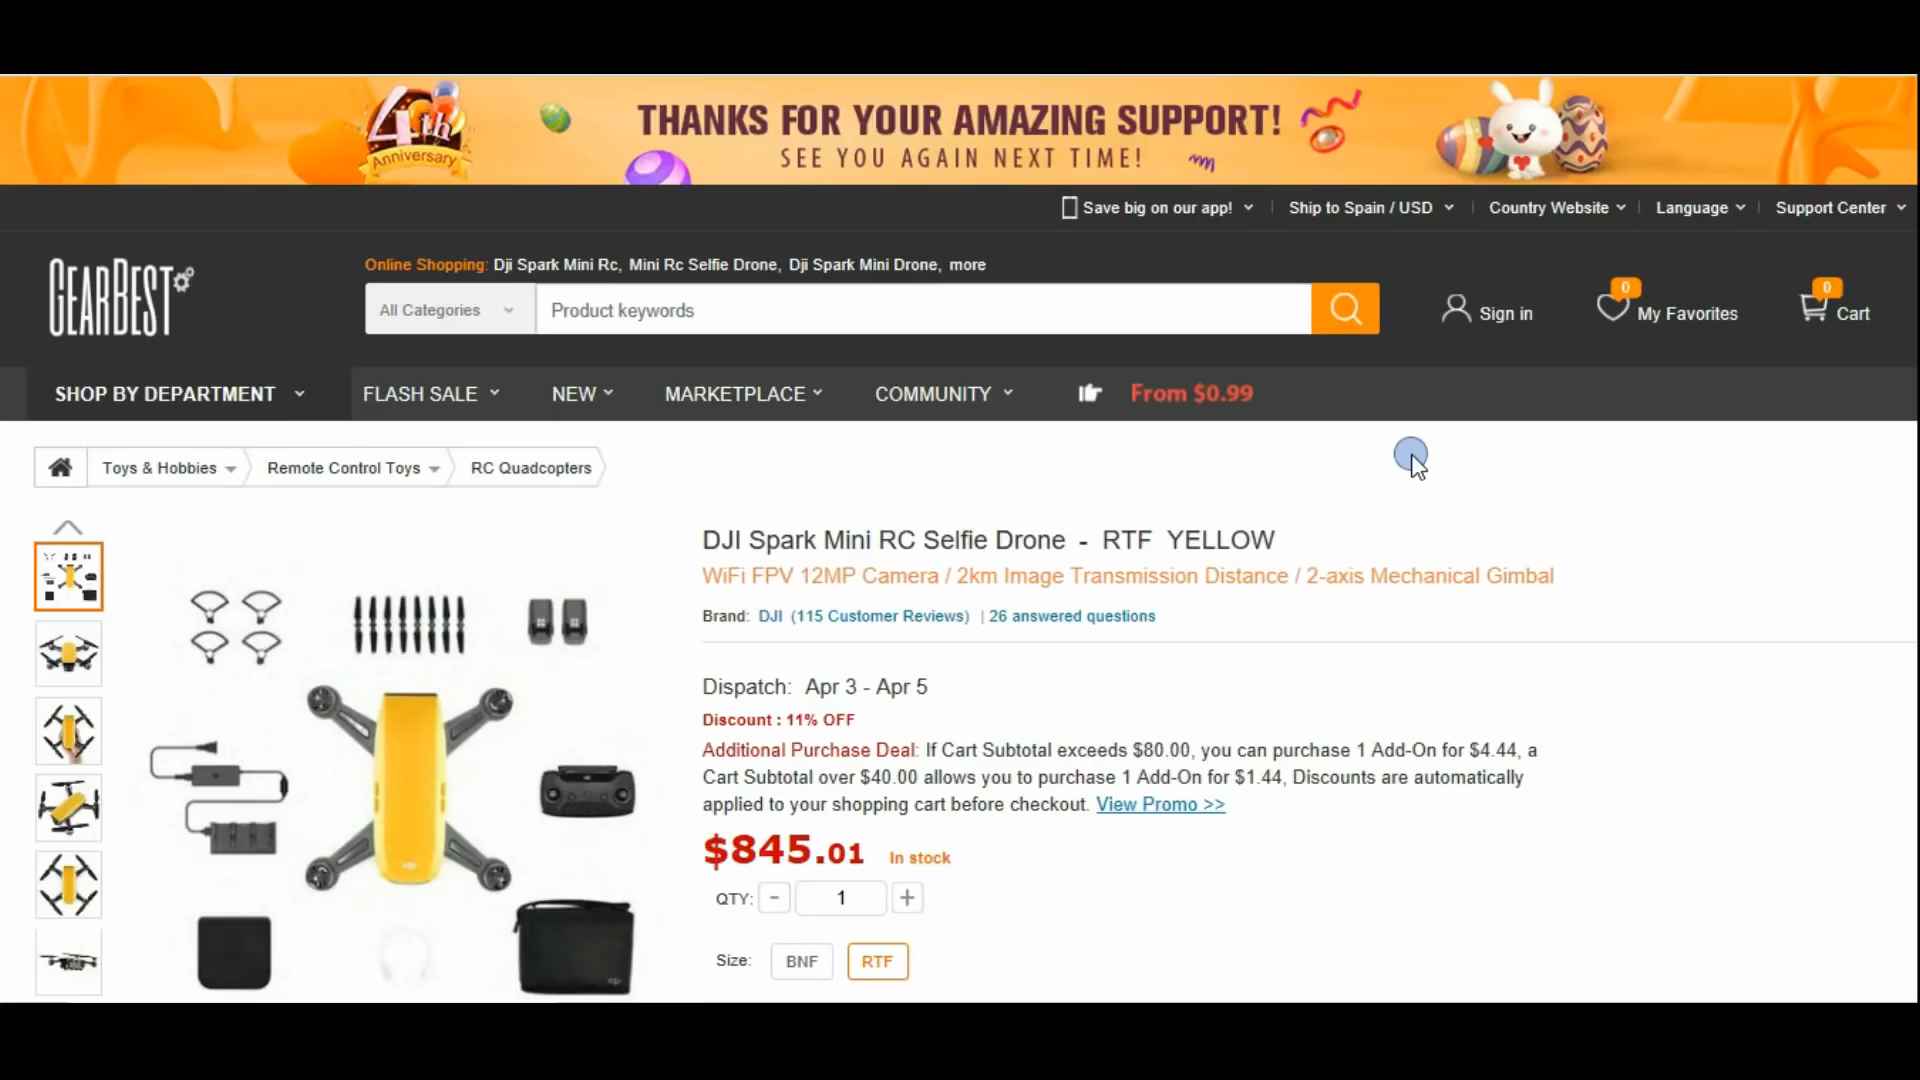 4th
Anniversary
THANKS FOR YOUR AMAZING SUPPORT!
SEE YOU AGAIN NEXT TIME!
Save big on our app! Ship to Spain / USD Country Website Language Support Center
GEARBEST
Online Shopping: Dji Spark Mini Rc, Mini Rc Selfie Drone, Dji Spark Mini Drone, more
All Categories Product keywords
Sign in 0 My Favorites 0 Cart
SHOP BY DEPARTMENT FLASH SALE NEW MARKETPLACE COMMUNITY From $0.99
Toys & Hobbies Remote Control Toys RC Quadcopters
DJI Spark Mini RC Selfie Drone - RTF YELLOW
WiFi FPV 12MP Camera / 2km Image Transmission Distance / 2-axis Mechanical Gimbal
Brand: DJI (115 Customer Reviews) | 26 answered questions
Dispatch: Apr 3 - Apr 5
Discount : 11% OFF
Additional Purchase Deal: If Cart Subtotal exceeds $80.00, you can purchase 1 Add-On for $4.44, a
Cart Subtotal over $40.00 allows you to purchase 1 Add-On for $1.44, Discounts are automatically
applied to your shopping cart before checkout. View Promo >>
$845.01 In stock
QTY: - 1 +
Size: BNF RTF